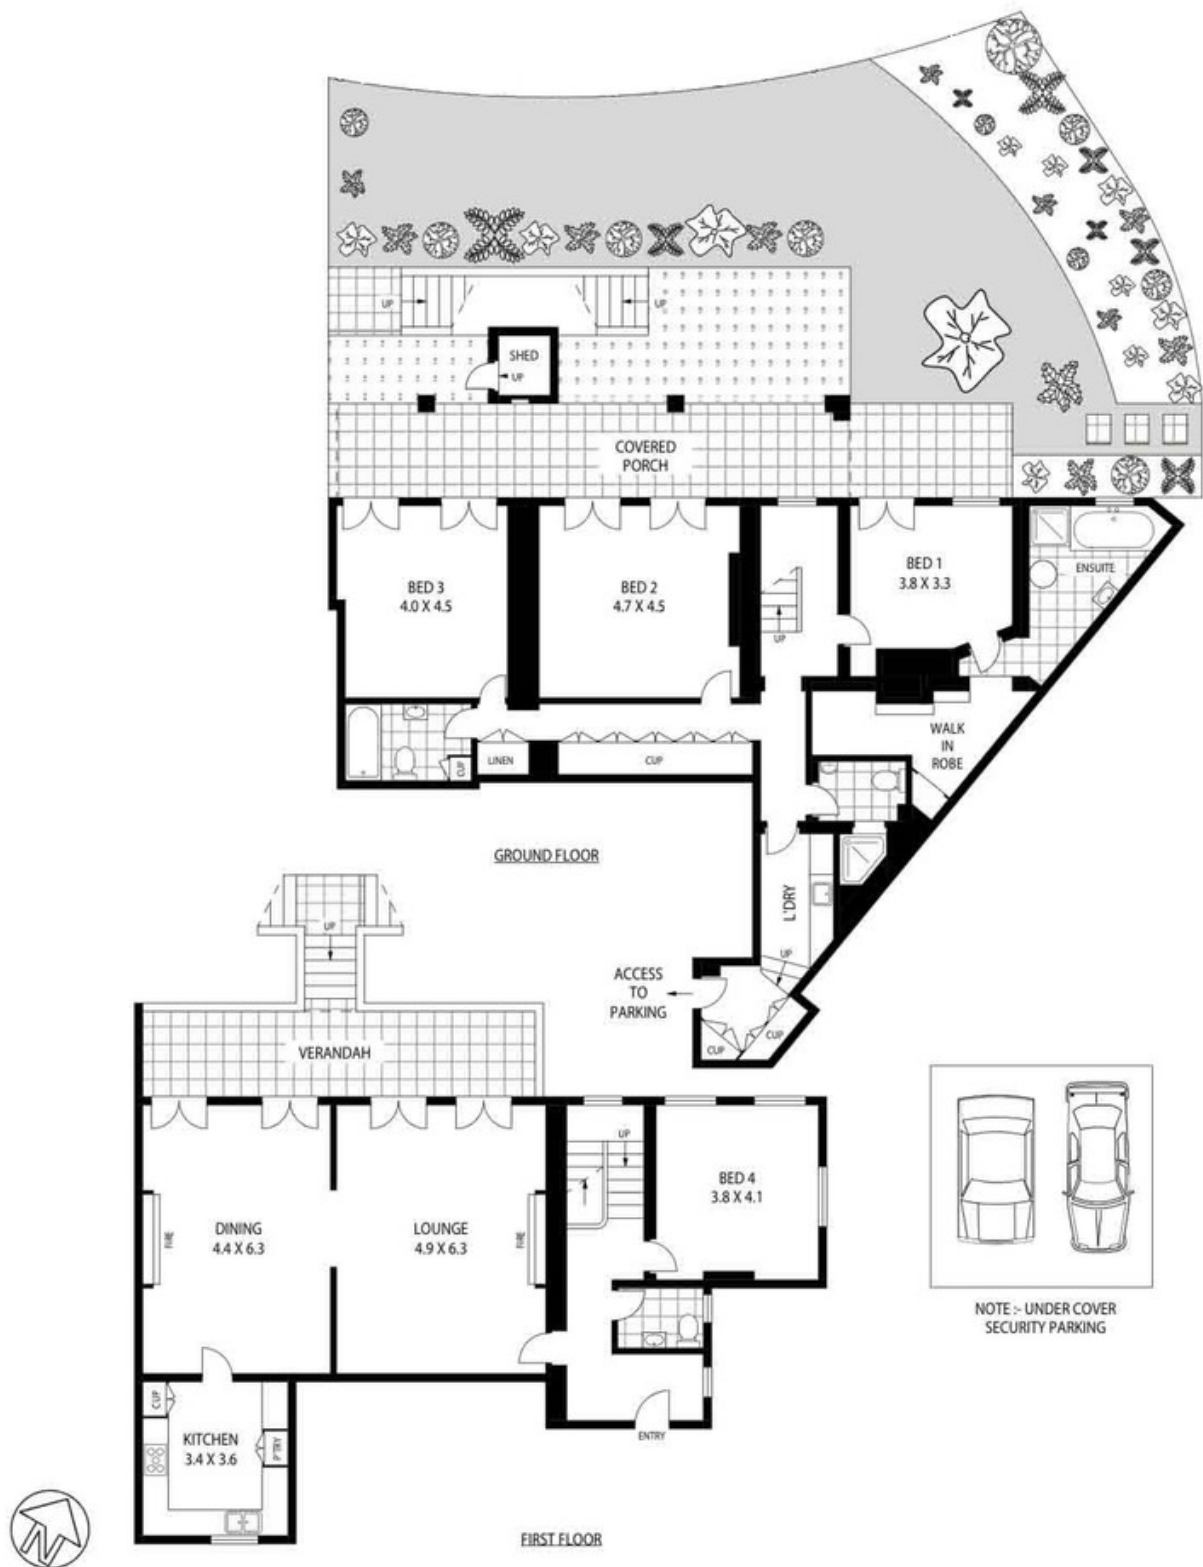 UP
UP
SHED
UP
COVERED
PORCH
BED 3
4.0 X 4.5
BED 2
4.7 X 4.5
BED 1
3.8 X 3.3
ENSUITE
UP
WALK
IN
ROBE
LINEN
CUP
CUP
GROUND FLOOR
L'DRY
UP
UP
ACCESS
TO
PARKING
CUP
CUP
VERANDAH
UP
BED 4
3.8 X 4.1
FIRE
DINING
4.4 X 6.3
LOUNGE
4.9 X 6.3
FIRE
NOTE :- UNDER COVER
SECURITY PARKING
CUP
KITCHEN
3.4 X 3.6
P'TRY
ENTRY
N
FIRST FLOOR